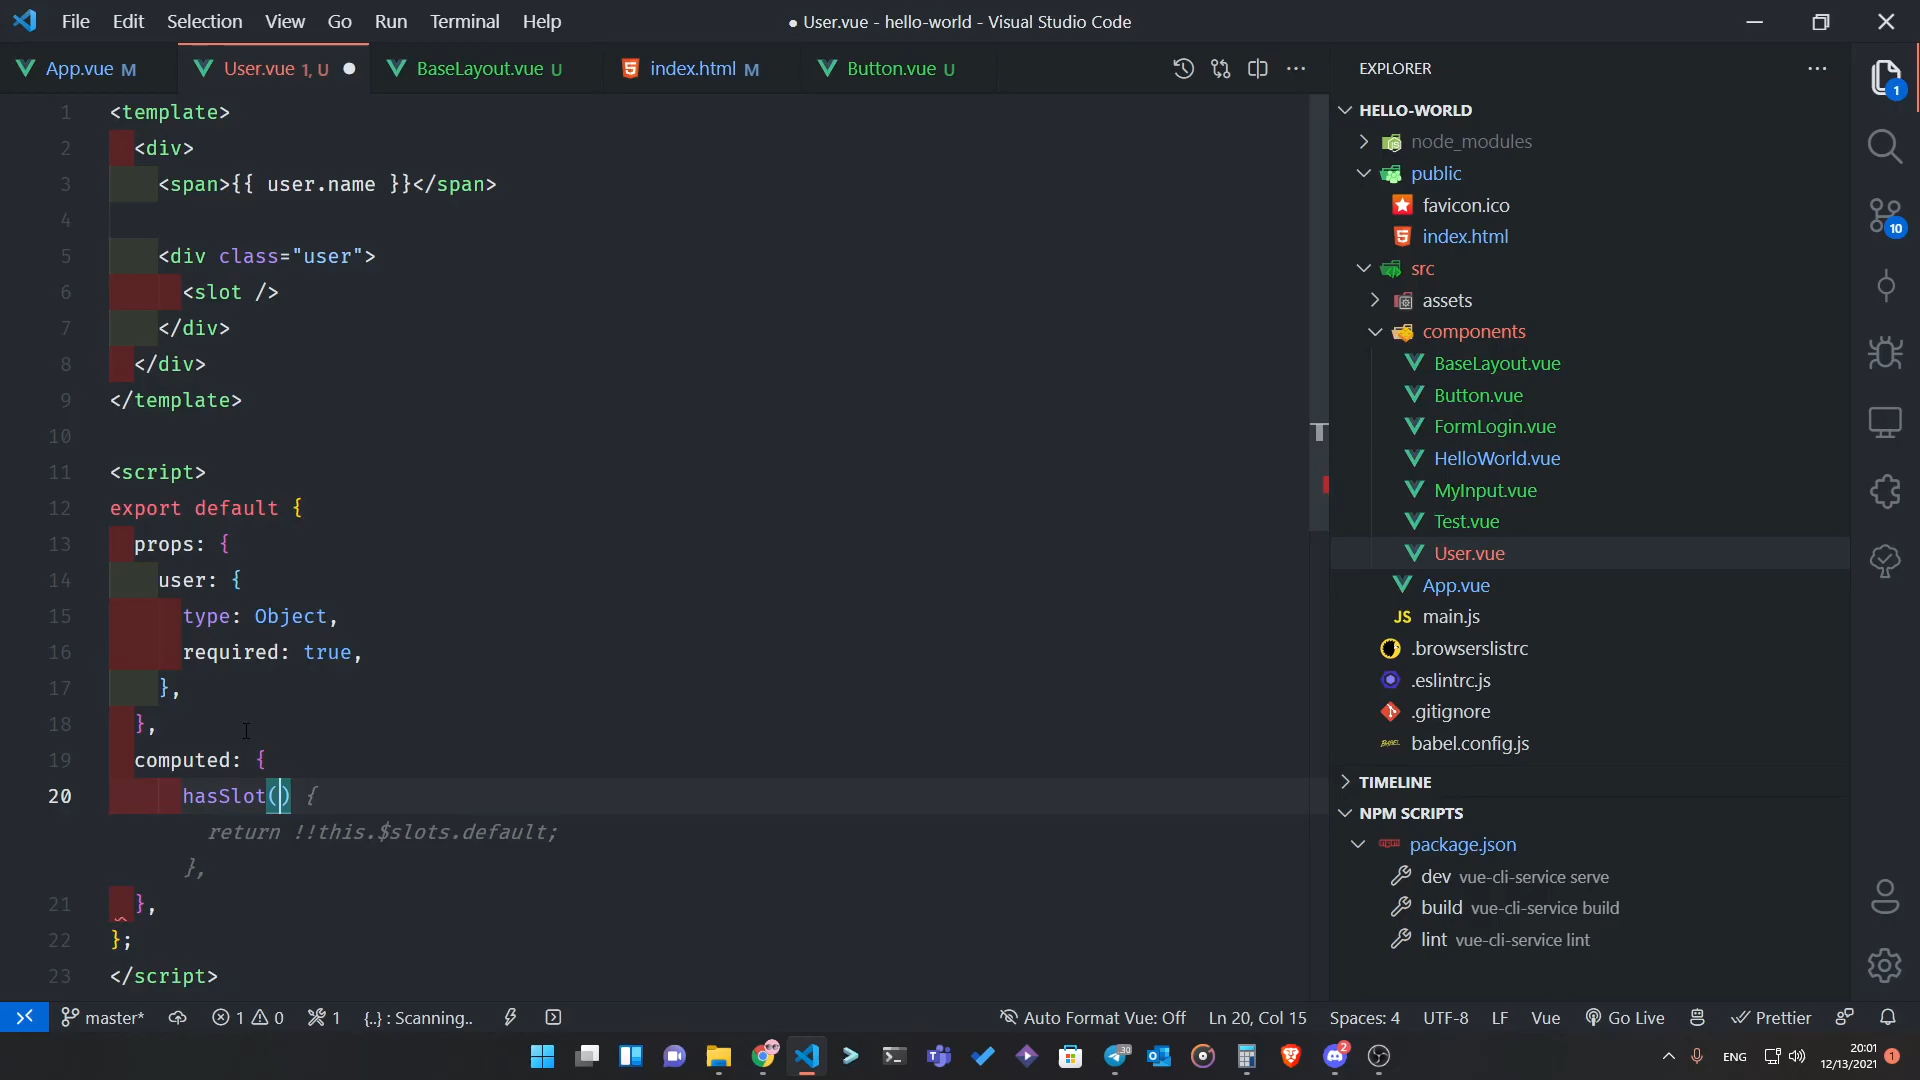 File Edit Selection View Go Run Terminal Help
● User.vue - hello-world - Visual Studio Code
App.vue M
User.vue 1, U
BaseLayout.vue U
index.html M
Button.vue U
1 <template>
2 <div>
3 <span>{{ user.name }}</span>
4
5 <div class="user">
6 <slot />
7 </div>
8 </div>
9 </template>
10
11 <script>
12 export default {
13 props: {
14 user: {
15 type: Object,
16 required: true,
17 },
18 },
19 computed: {
20 hasSlot() {
return !!this.$slots.default;
},
21 },
22 };
23 </script>
EXPLORER
HELLO-WORLD
node_modules
public
favicon.ico
index.html
src
assets
components
BaseLayout.vue
Button.vue
FormLogin.vue
HelloWorld.vue
MyInput.vue
Test.vue
User.vue
App.vue
JS main.js
.browserslistrc
.eslintrc.js
.gitignore
babel.config.js
TIMELINE
NPM SCRIPTS
package.json
dev vue-cli-service serve
build vue-cli-service build
lint vue-cli-service lint
1
10
master* 1 0 1 {..} : Scanning..
Auto Format Vue: Off Ln 20, Col 15 Spaces: 4 UTF-8 LF Vue Go Live Prettier
30
2
ENG
20:01
12/13/2021
1